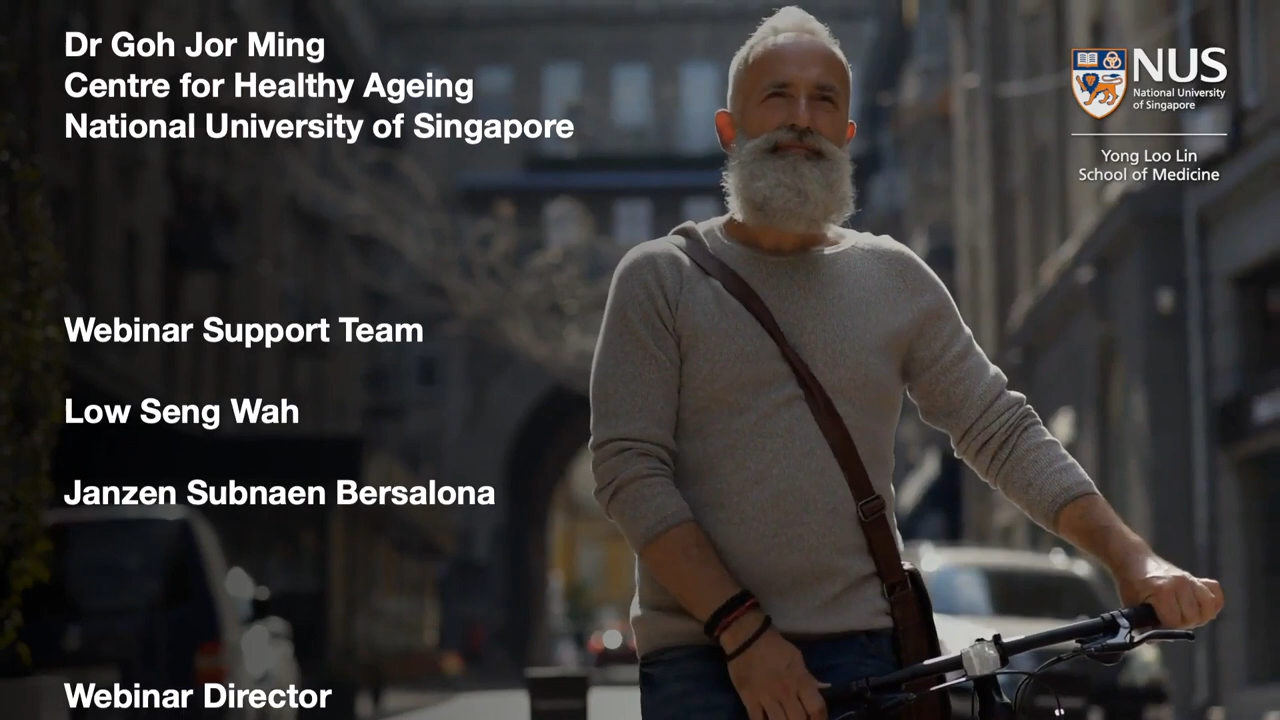 Dr Goh Jor Ming
Centre for Healthy Ageing
National University of Singapore
NUS
National University
of Singapore
Yong Loo Lin
School of Medicine
Webinar Support Team
Low Seng Wah
Janzen Subnaen Bersalona
Webinar Director